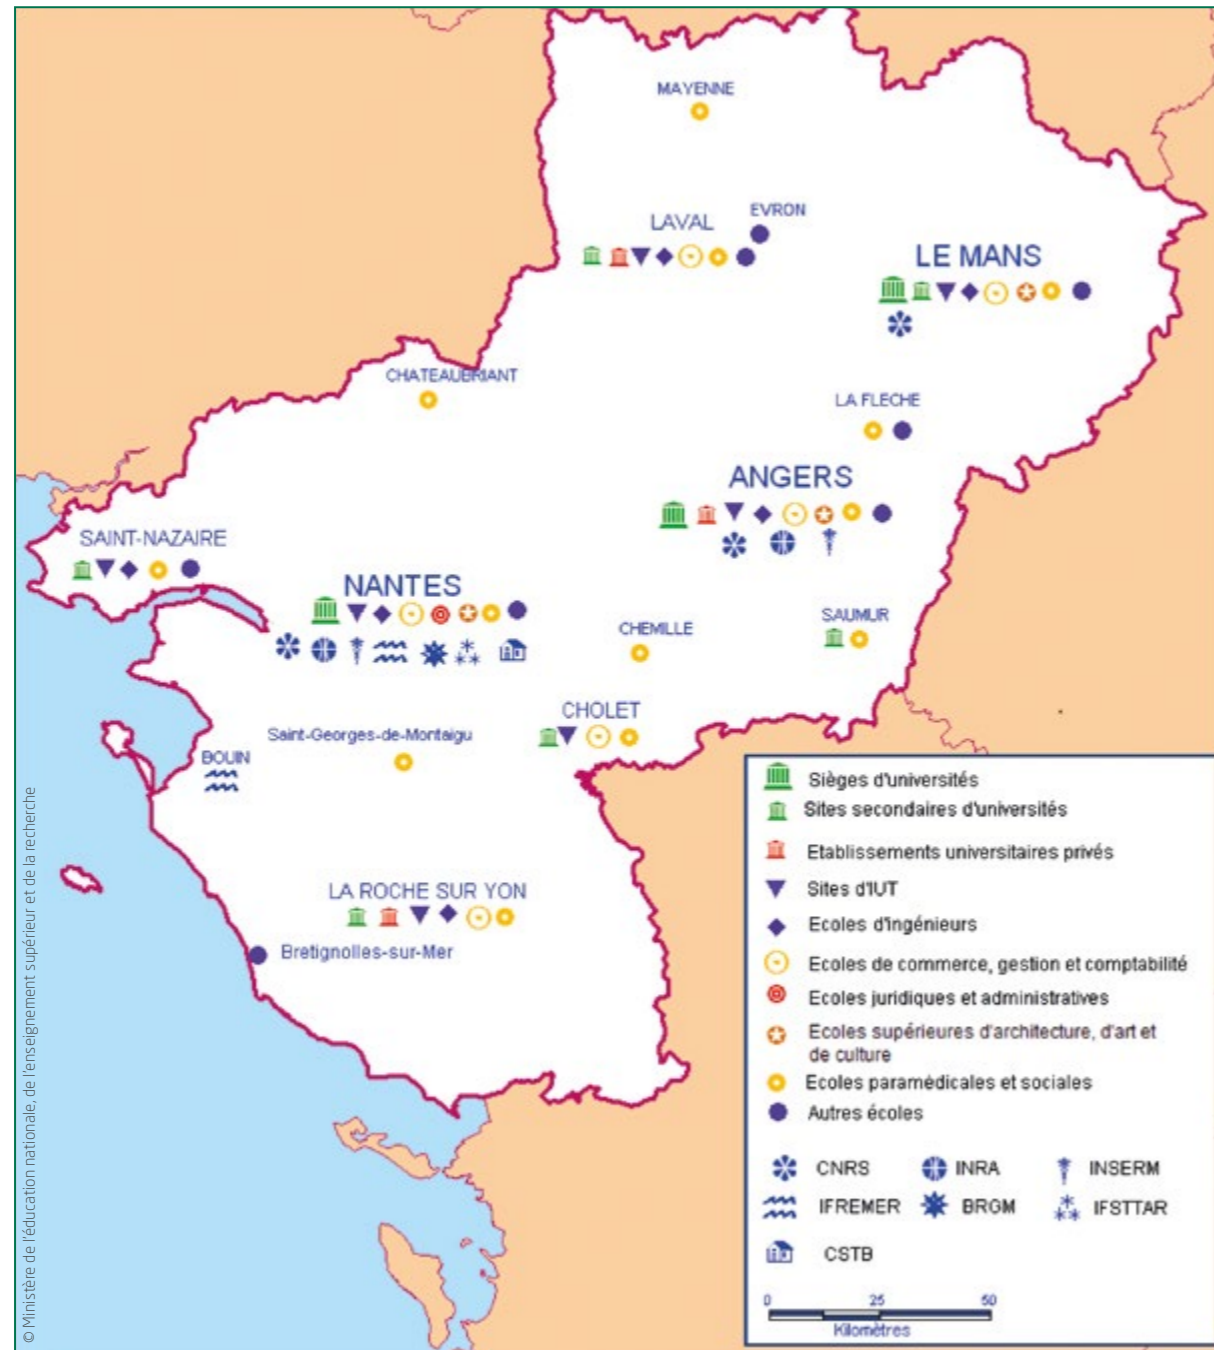 MAYENNE
EVRON
LAVAL
LE MANS
CHATEAUBRIANT
LA FLECHE
ANGERS
SAINT-NAZAIRE
NANTES
SAUMUR
CHEMILLE
CHOLET
Saint-Georges-de-Montaigu
BOUIN
LA ROCHE SUR YON
Bretignolles-sur-Mer
Sièges d'universités
Sites secondaires d'universités
Etablissements universitaires privés
Sites d'IUT
Ecoles d'ingénieurs
Ecoles de commerce, gestion et comptabilité
Ecoles juridiques et administratives
Ecoles supérieures d'architecture, d'art et
de culture
Ecoles paramédicales et sociales
Autres écoles
CNRS INRA INSERM
IFREMER BRGM IFSTTAR
CSTB
0 25 50
Kilomètres
© Ministère de l'éducation nationale, de l'enseignement supérieur et de la recherche